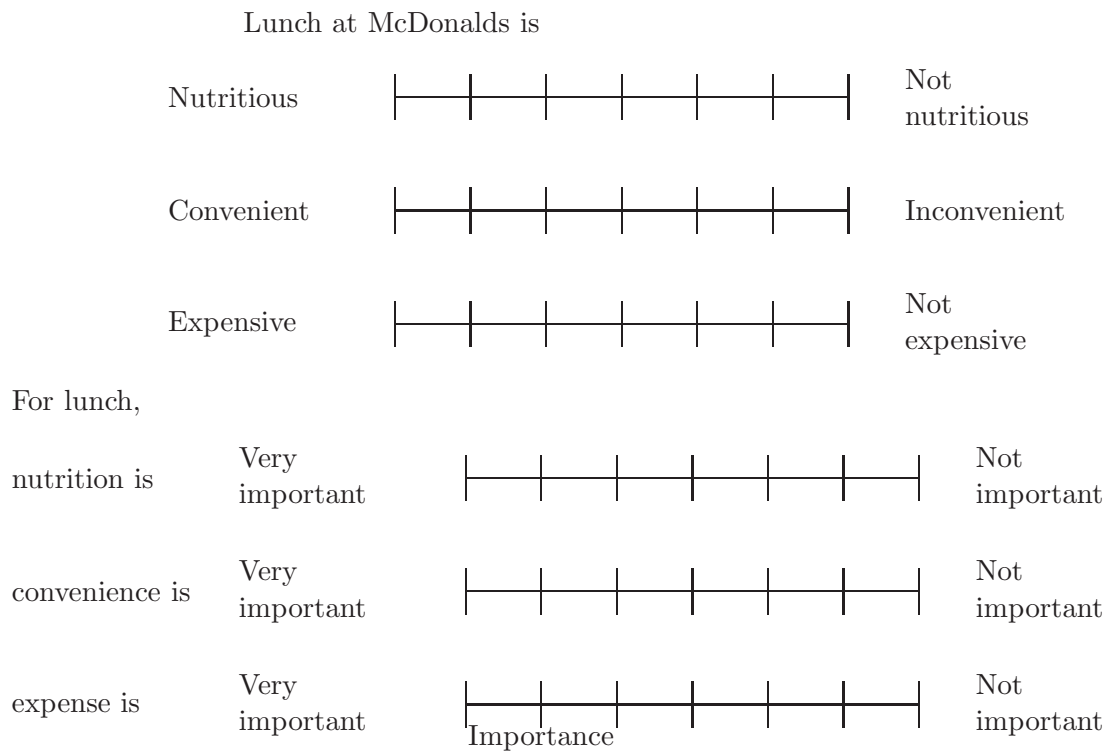 Lunch at McDonalds is
Nutritious
Not
nutritious
Convenient
Inconvenient
Expensive
Not
expensive
For lunch,
nutrition is
Very
important
Not
important
convenience is
Very
important
Not
important
expense is
Very
important
Not
important
Importance